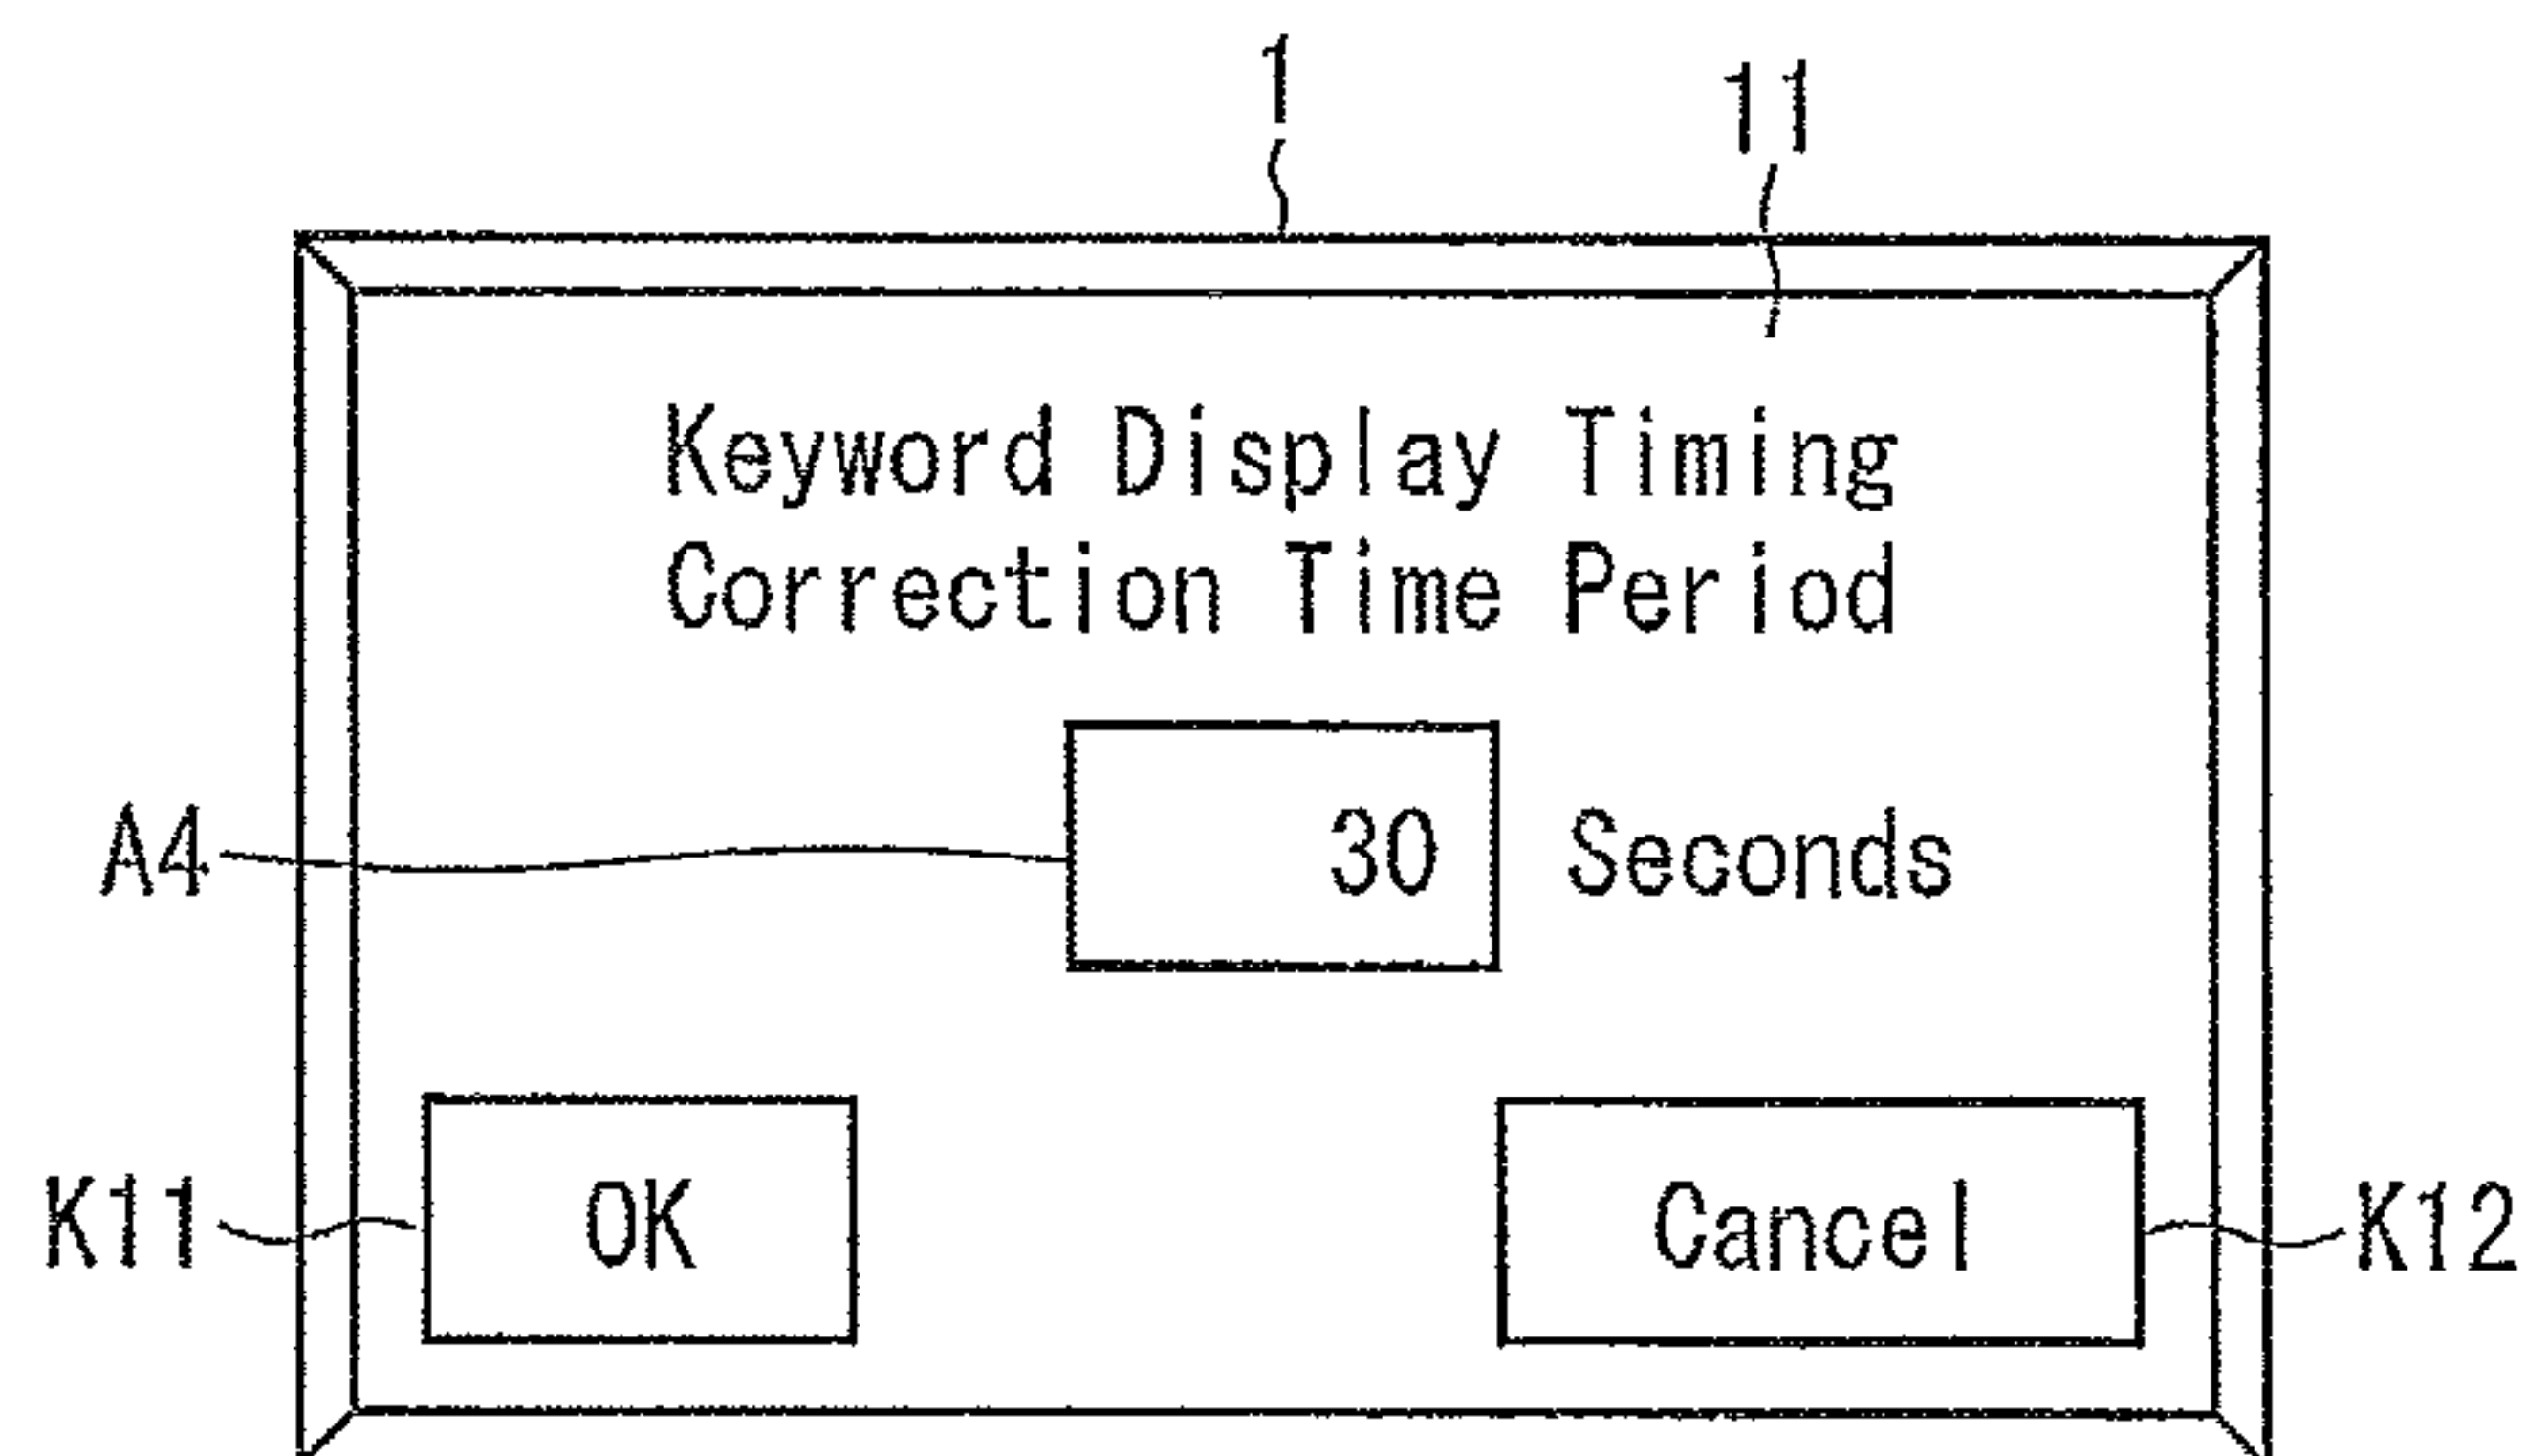 1
11
Keyword Display Timing
Correction Time Period
A4
30 Seconds
K11
OK
Cancel
K12